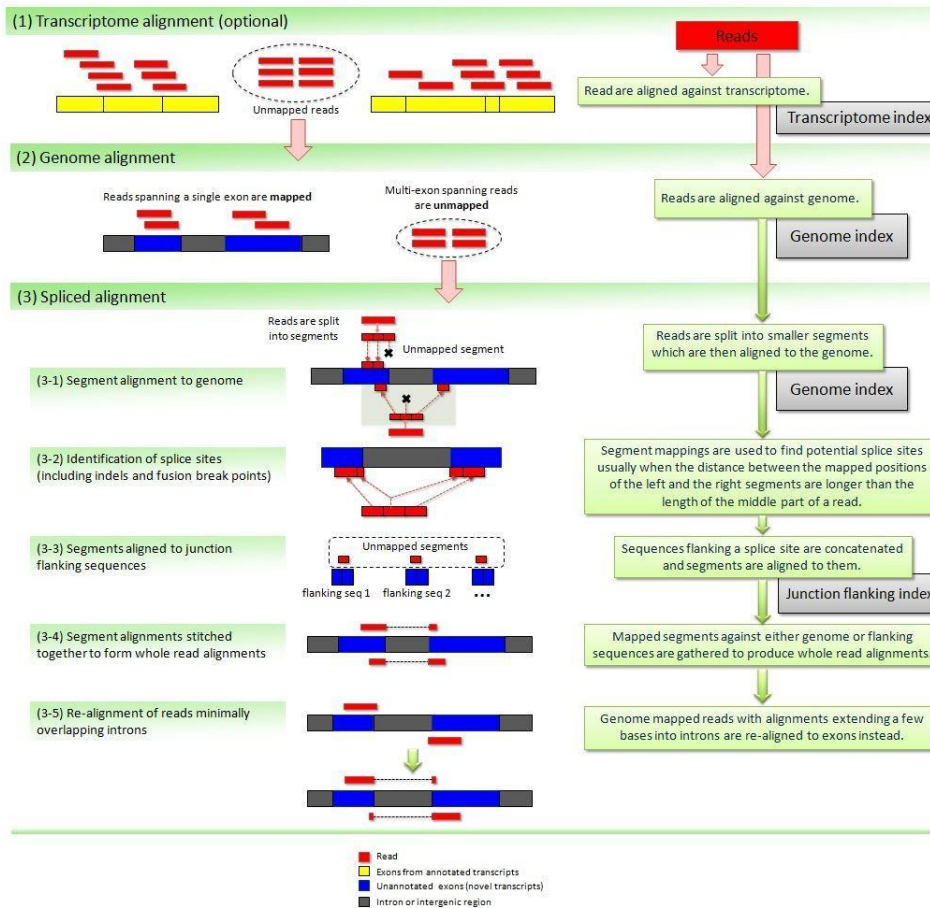 (1) Transcriptome alignment (optional)
Reads
Unmapped reads
Read are aligned against transcriptome.
Transcriptome index
(2) Genome alignment
Reads spanning a single exon are mapped
Multi-exon spanning reads
are unmapped
Reads are aligned against genome.
Genome index
(3) Spliced alignment
Reads are split
into segments
Unmapped segment
Reads are split into smaller segments
which are then aligned to the genome.
(3-1) Segment alignment to genome
Genome index
(3-2) Identification of splice sites
(including indels and fusion break points)
Segment mappings are used to find potential splice sites
usually when the distance between the mapped positions
of the left and the right segments are longer than the
length of the middle part of a read.
(3-3) Segments aligned to junction
flanking sequences
Unmapped segments
flanking seq 1
flanking seq 2
...
Sequences flanking a splice site are concatenated
and segments are aligned to them.
Junction flanking index
(3-4) Segment alignments stitched
together to form whole read alignments
Mapped segments against either genome or flanking
sequences are gathered to produce whole read alignments.
(3-5) Re-alignment of reads minimally
overlapping introns
Genome mapped reads with alignments extending a few
bases into introns are re-aligned to exons instead.
Read
Exons from annotated transcripts
Unannotated exons (novel transcripts)
Intron or intergenic region